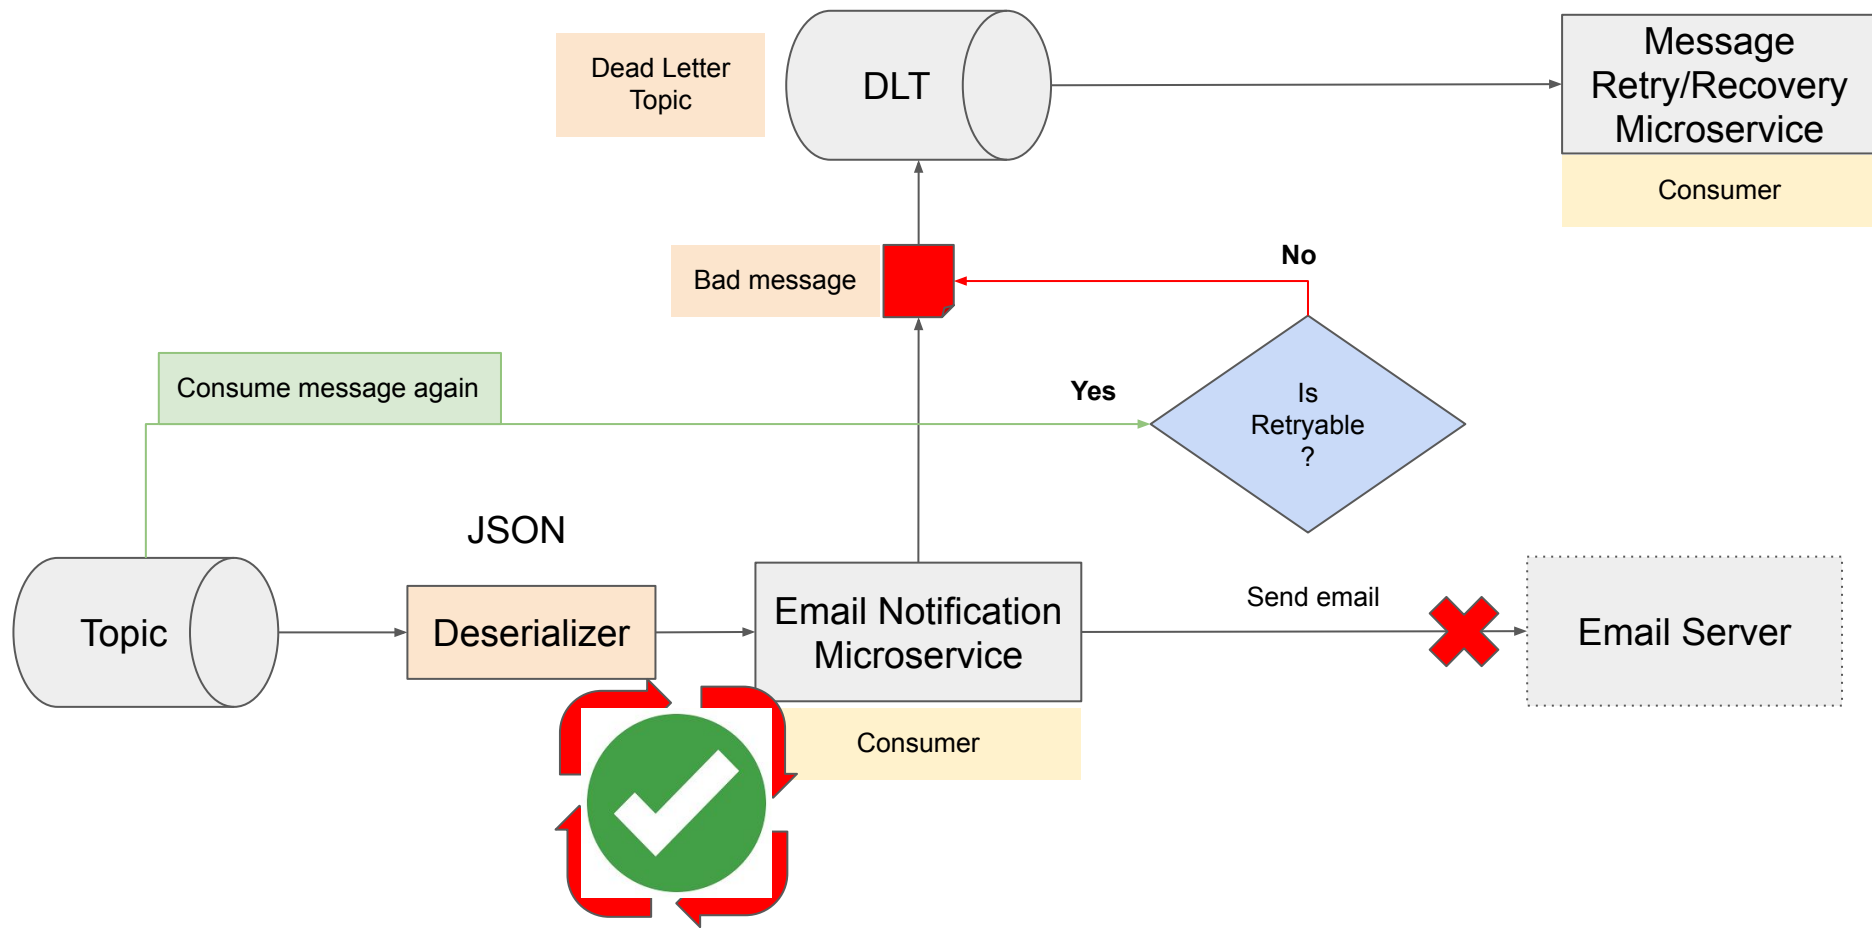 Dead Letter
Topic
DLT
Message
Retry/Recovery
Microservice
Consumer
Bad message
No
Consume message again
Yes
Is
Retryable
?
JSON
Topic
Deserializer
Email Notification
Microservice
Send email
Email Server
Consumer